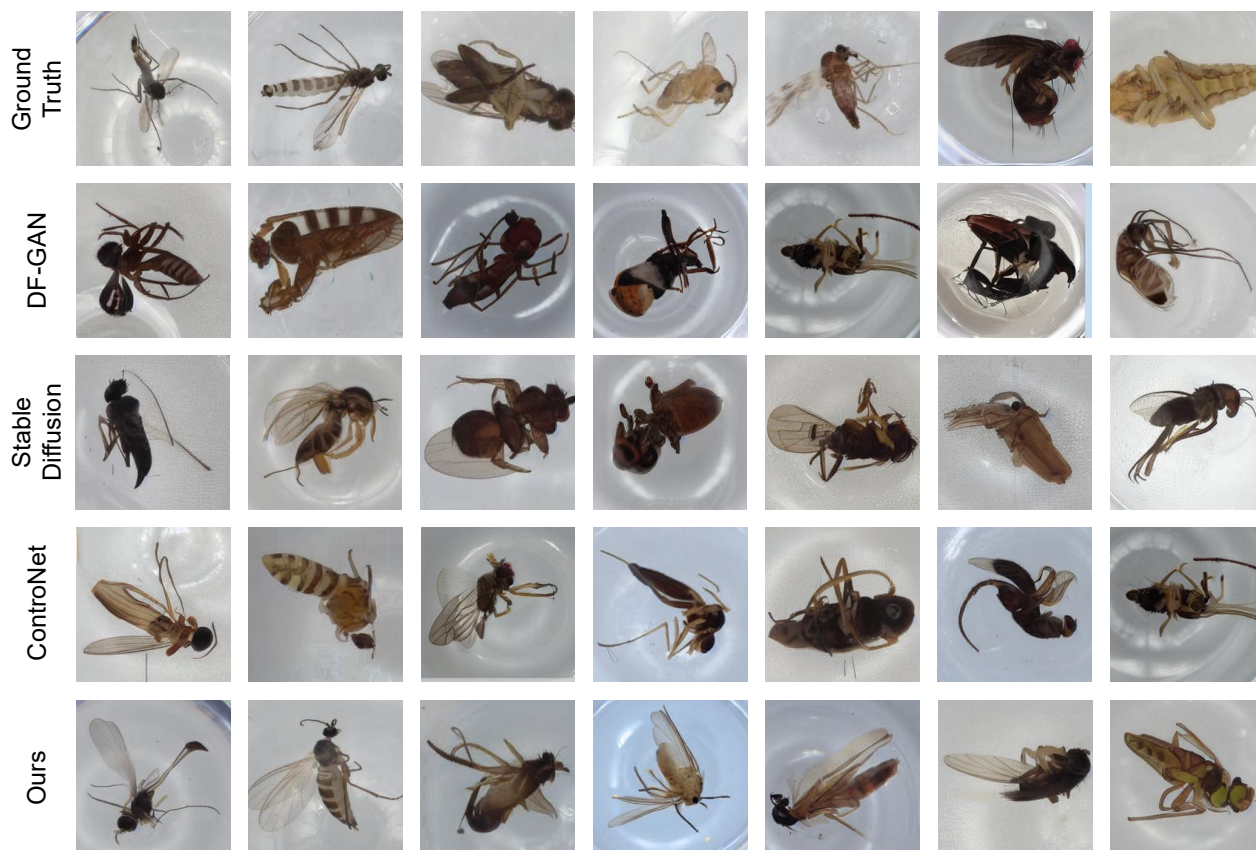 Ground
Truth
DF-GAN
Stable
Diffusion
ControNet
Ours